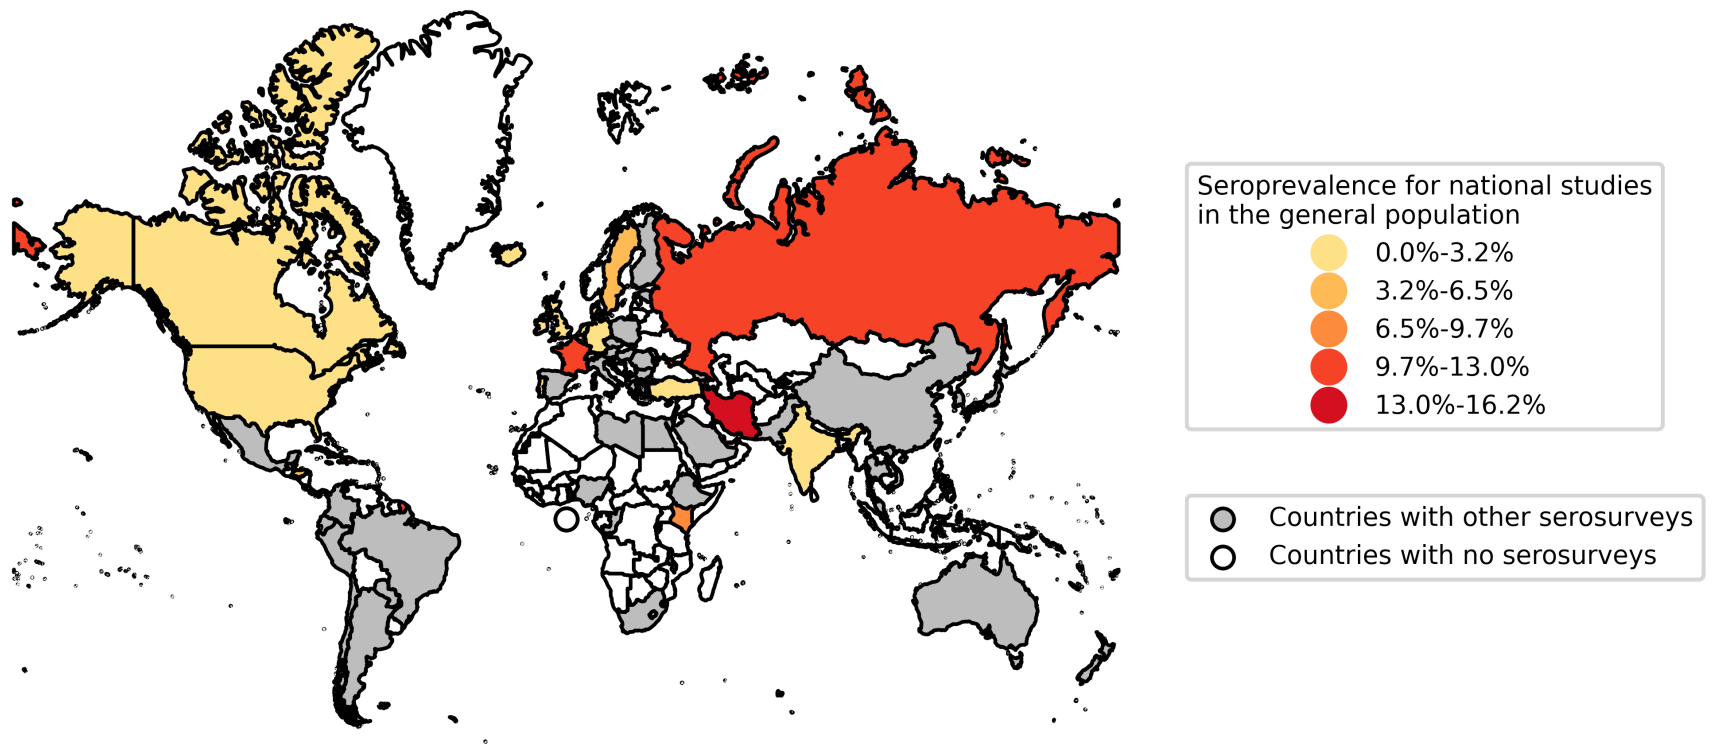 Seroprevalence for national studies
in the general population
0.0%-3.2%
3.2%-6.5%
6.5%-9.7%
9.7%-13.0%
13.0%-16.2%
Countries with other serosurveys
Countries with no serosurveys